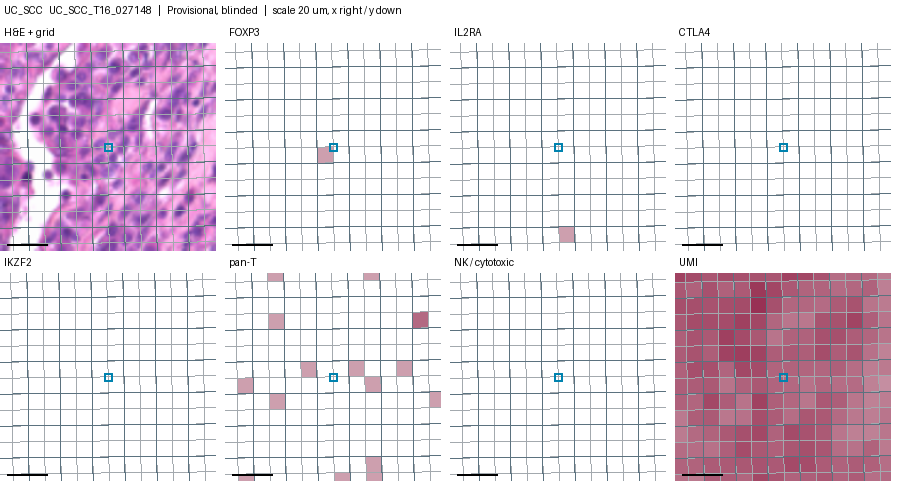 UC_SCC UC_SCC_T16_027148 | Provisional, blinded | scale 20 um, x right / y down
H&E + grid
FOXP3
IL2RA
CTLA4
IKZF2
pan-T
NK / cytotoxic
UMI